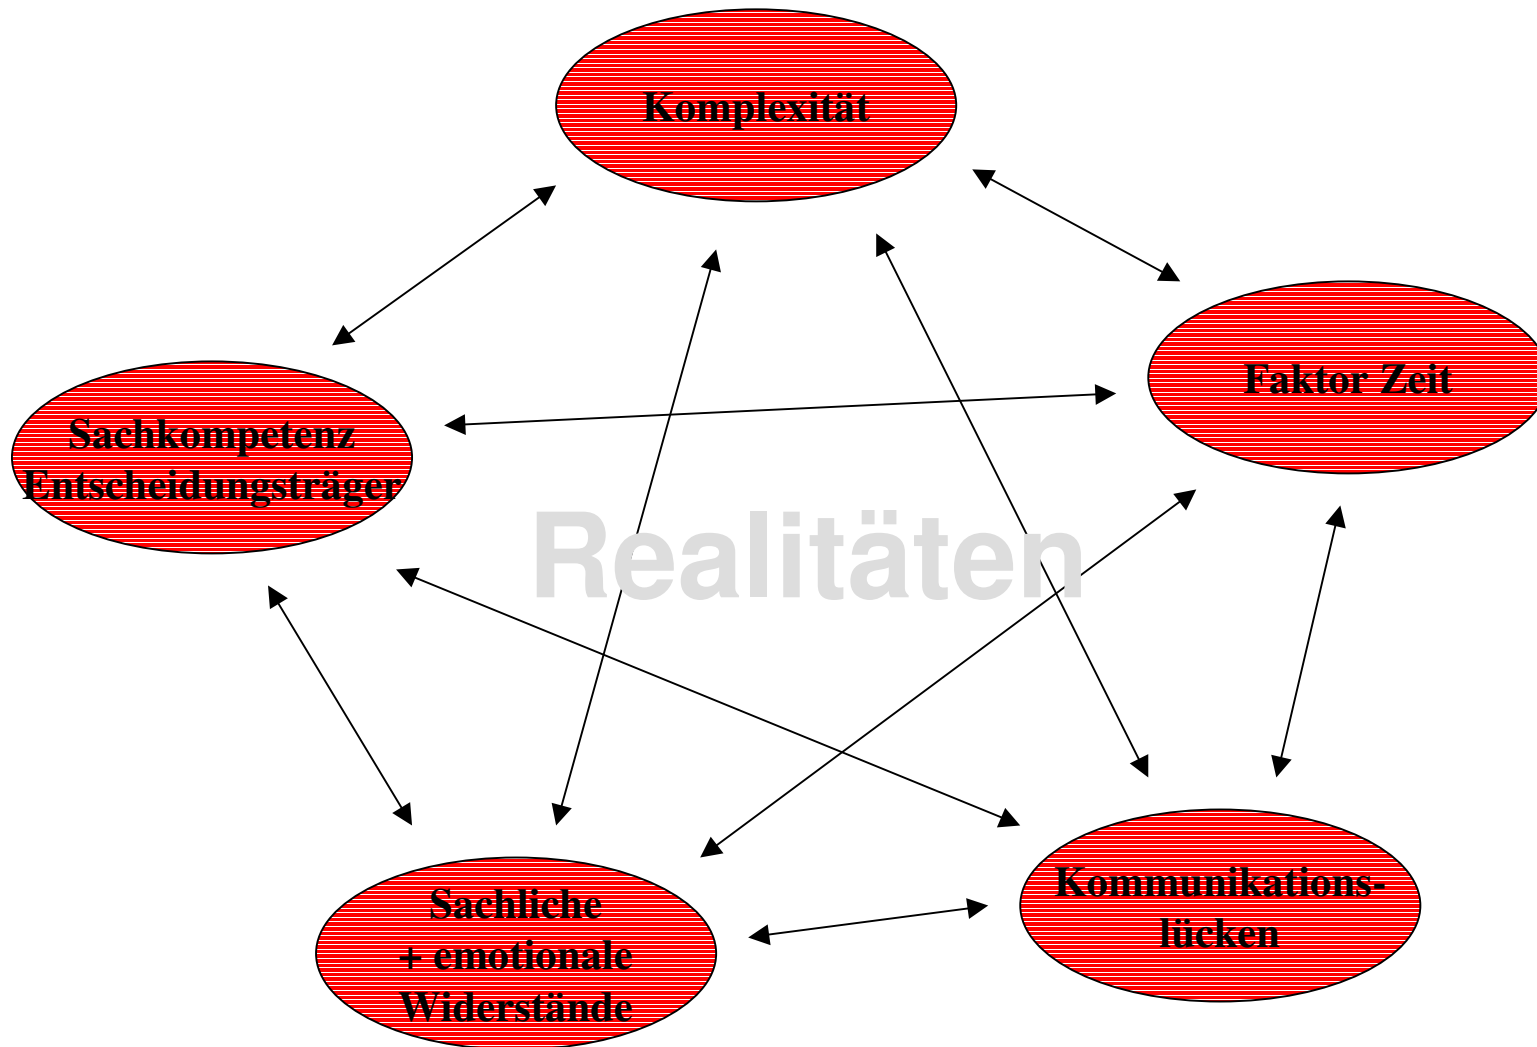 Komplexität
Faktor Zeit
Sachkompetenz
Entscheidungsträger
Realitäten
Kommunikations-
lücken
Sachliche
+ emotionale
Widerstände